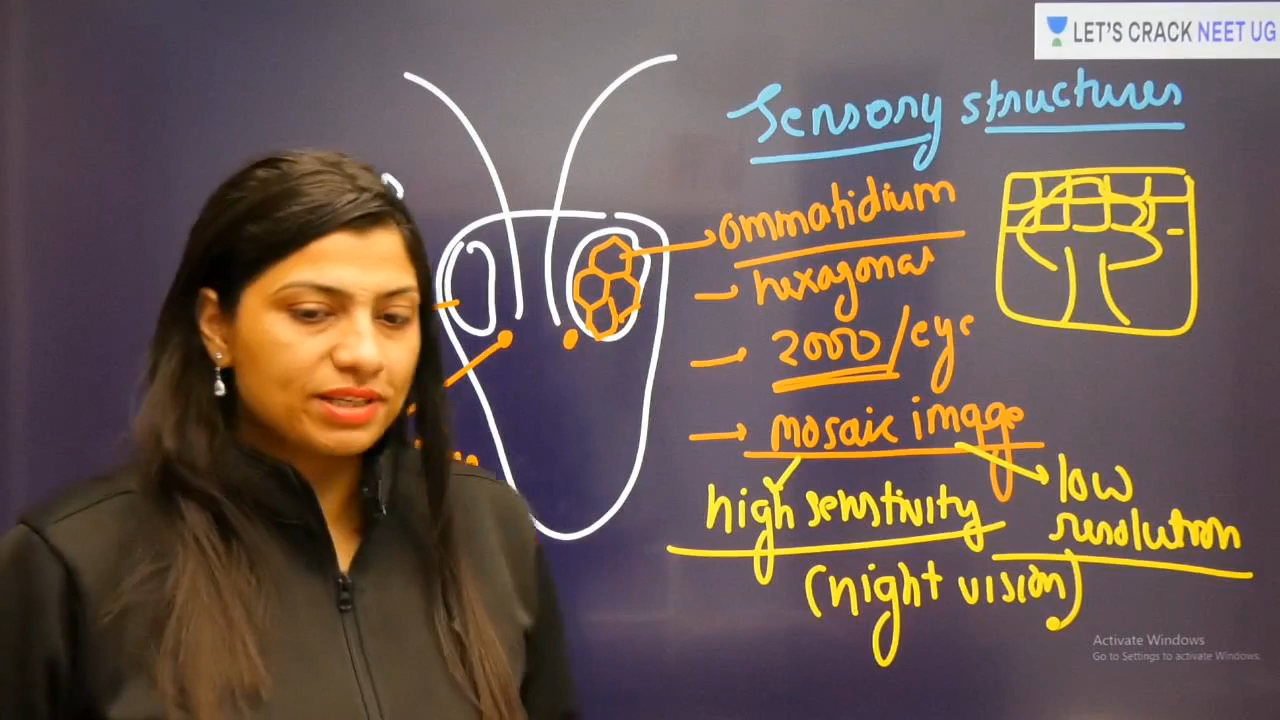 LET'S CRACK NEET UG
Sensory structures
ommatidium
hexagonal
2000/eye
mosaic image
high sensitivity
low
resolution
(night vision)
Activate Windows
Go to Settings to activate Windows.